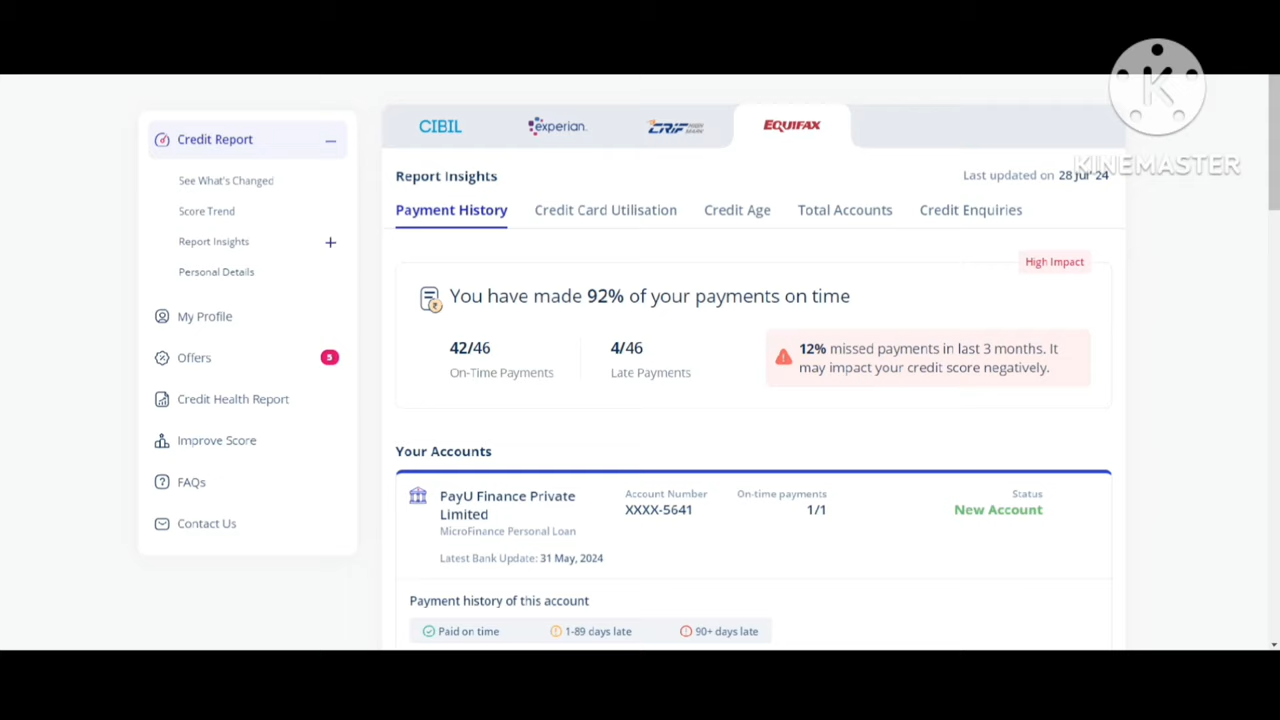 K
KINEMASTER
CIBIL
experian.
CRIF HIGH MARK
EQUIFAX
Credit Report
See What's Changed
Score Trend
Report Insights
Personal Details
My Profile
Offers
5
Credit Health Report
Improve Score
FAQs
Contact Us
Report Insights
Last updated on 28 Jul' 24
Payment History Credit Card Utilisation Credit Age Total Accounts Credit Enquiries
High Impact
You have made 92% of your payments on time
42/46
On-Time Payments
4/46
Late Payments
12% missed payments in last 3 months. It
may impact your credit score negatively.
Your Accounts
PayU Finance Private
Limited
MicroFinance Personal Loan
Latest Bank Update: 31 May, 2024
Account Number
XXXX-5641
On-time payments
1/1
Status
New Account
Payment history of this account
Paid on time 1-89 days late 90+ days late